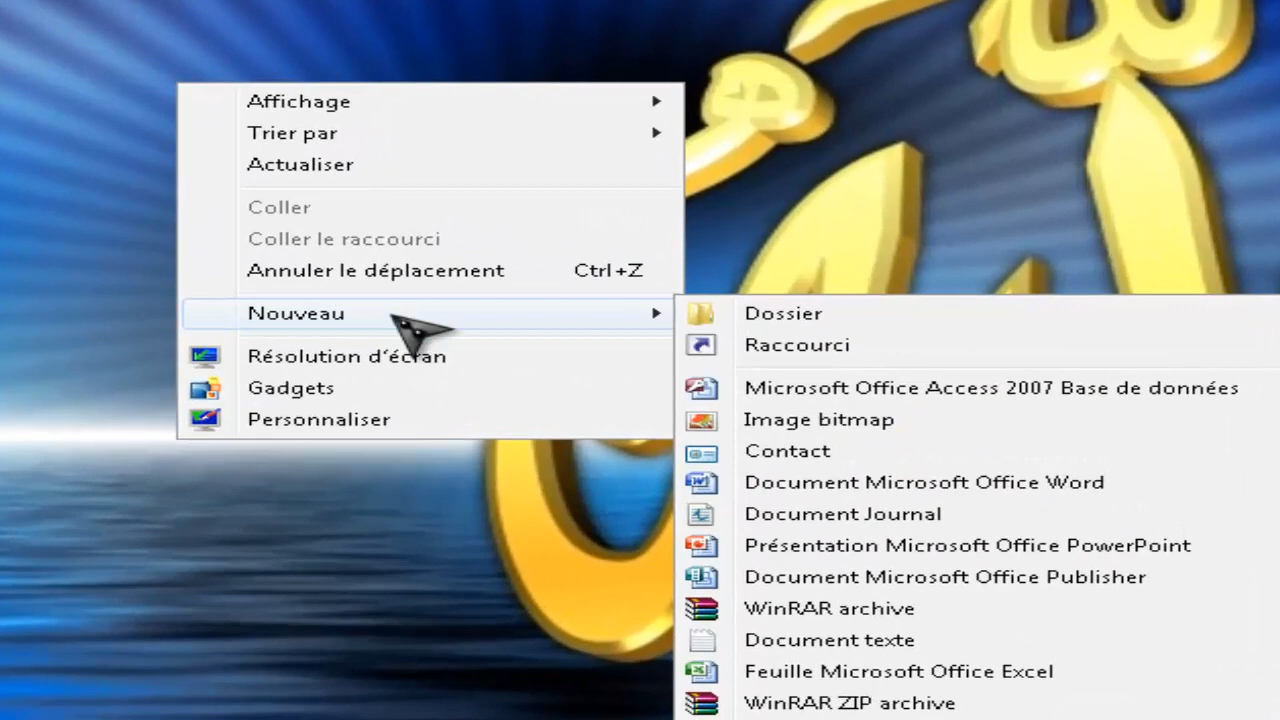 Affichage
Trier par
Actualiser
Coller
Coller le raccourci
Annuler le déplacement Ctrl+Z
Nouveau
Résolution d'écran
Gadgets
Personnaliser
Dossier
Raccourci
Microsoft Office Access 2007 Base de données
Image bitmap
Contact
Document Microsoft Office Word
Document Journal
Présentation Microsoft Office PowerPoint
Document Microsoft Office Publisher
WinRAR archive
Document texte
Feuille Microsoft Office Excel
WinRAR ZIP archive